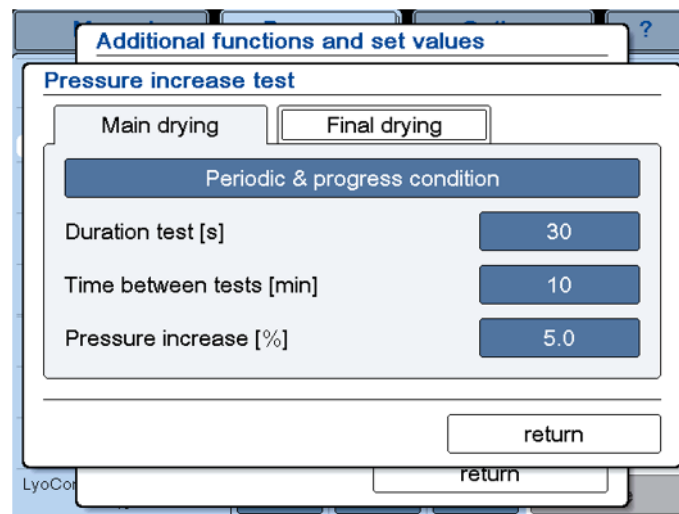 ?
Additional functions and set values
Pressure increase test
Main drying
Final drying
Periodic & progress condition
Duration test [s]
30
Time between tests [min]
10
Pressure increase [%]
5.0
return
return
LyoCo